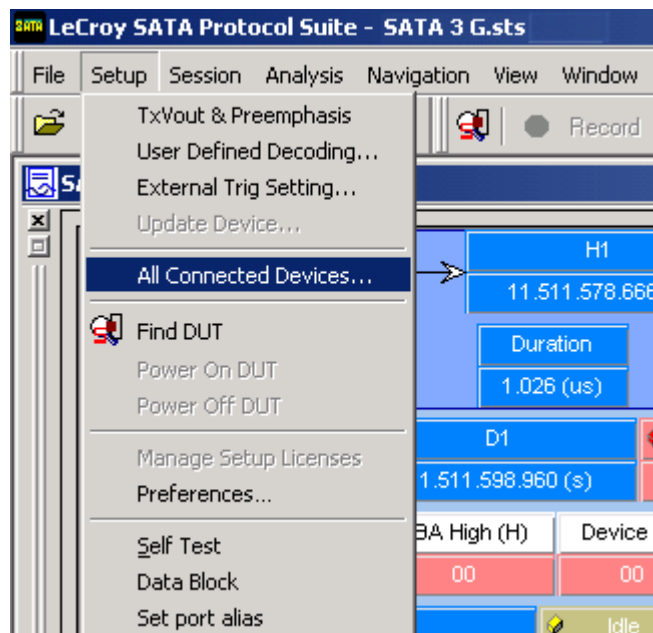 SATA LeCroy SATA Protocol Suite - SATA 3 G.sts
File Setup Session Analysis Navigation View Window
TxVout & Preemphasis
Record
User Defined Decoding...
External Trig Setting...
Update Device...
All Connected Devices...
H1
11.511.578.666
Find DUT
Duration
Power On DUT
1.026 (us)
Power Off DUT
D1
Manage Setup Licenses
1.511.598.960 (s)
Preferences...
BA High (H) Device
Self Test
00 00
Data Block
Set port alias
Idle